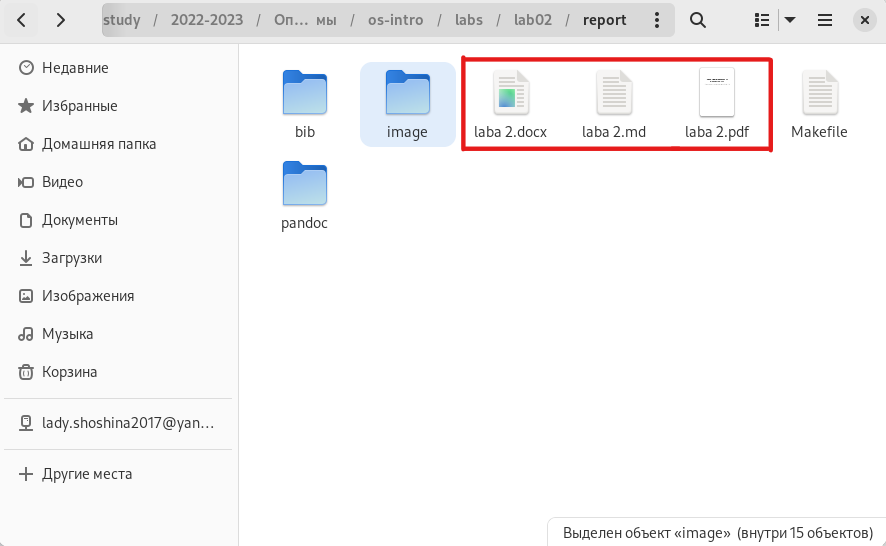 study / 2022-2023 / Оп… мы / os-intro / labs / lab02 / report
Недавние
Избранные
Домашняя папка
Видео
Документы
Загрузки
Изображения
Музыка
Корзина
lady.shoshina2017@yan…
Другие места
bib
image
laba 2.docx
laba 2.md
laba 2.pdf
Makefile
pandoc
Выделен объект «image» (внутри 15 объектов)